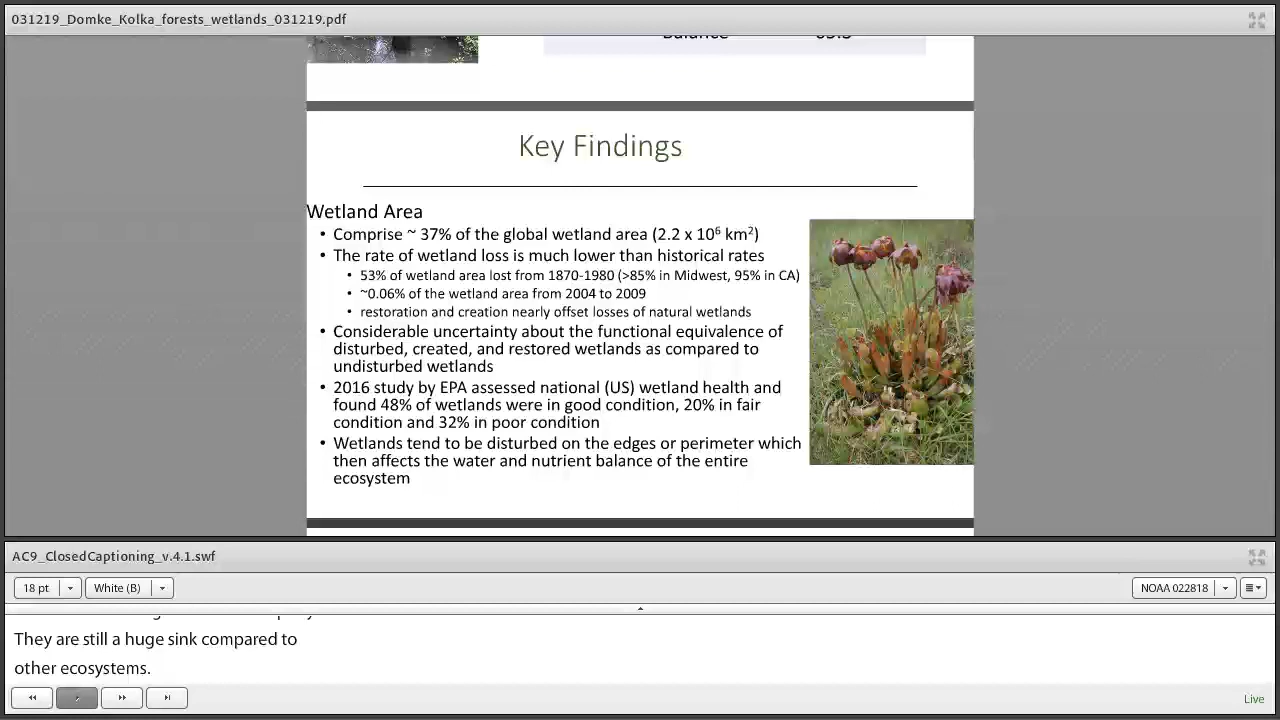 031219_Domke_Kolka_forests_wetlands_031219.pdf
Key Findings
Wetland Area
• Comprise ~ 37% of the global wetland area (2.2 x 10⁶ km²)
• The rate of wetland loss is much lower than historical rates
• 53% of wetland area lost from 1870-1980 (>85% in Midwest, 95% in CA)
• ~0.06% of the wetland area from 2004 to 2009
• restoration and creation nearly offset losses of natural wetlands
• Considerable uncertainty about the functional equivalence of
disturbed, created, and restored wetlands as compared to
undisturbed wetlands
• 2016 study by EPA assessed national (US) wetland health and
found 48% of wetlands were in good condition, 20% in fair
condition and 32% in poor condition
• Wetlands tend to be disturbed on the edges or perimeter which
then affects the water and nutrient balance of the entire
ecosystem
AC9_ClosedCaptioning_v.4.1.swf
18 pt White (B) NOAA 022818
They are still a huge sink compared to
other ecosystems.
Live